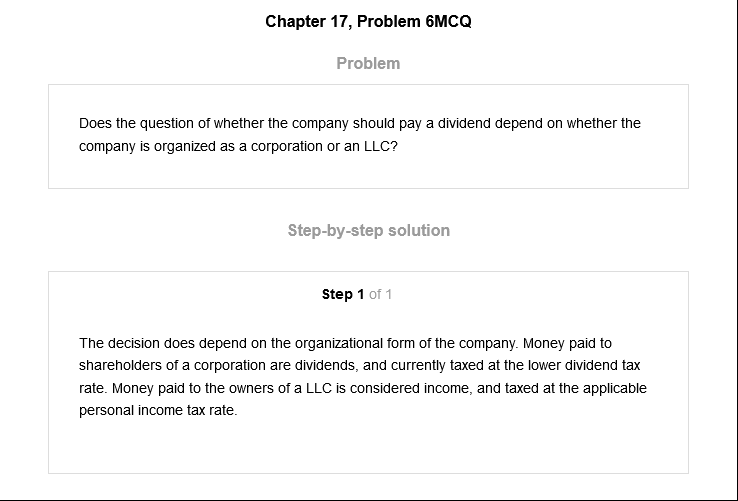 Chapter 17, Problem 6MCQ
Problem
Does the question of whether the company should pay a dividend depend on whether the
company is organized as a corporation or an LLC?
Step-by-step solution
Step 1 of 1
The decision does depend on the organizational form of the company. Money paid to
shareholders of a corporation are dividends, and currently taxed at the lower dividend tax
rate. Money paid to the owners of a LLC is considered income, and taxed at the applicable
personal income tax rate.